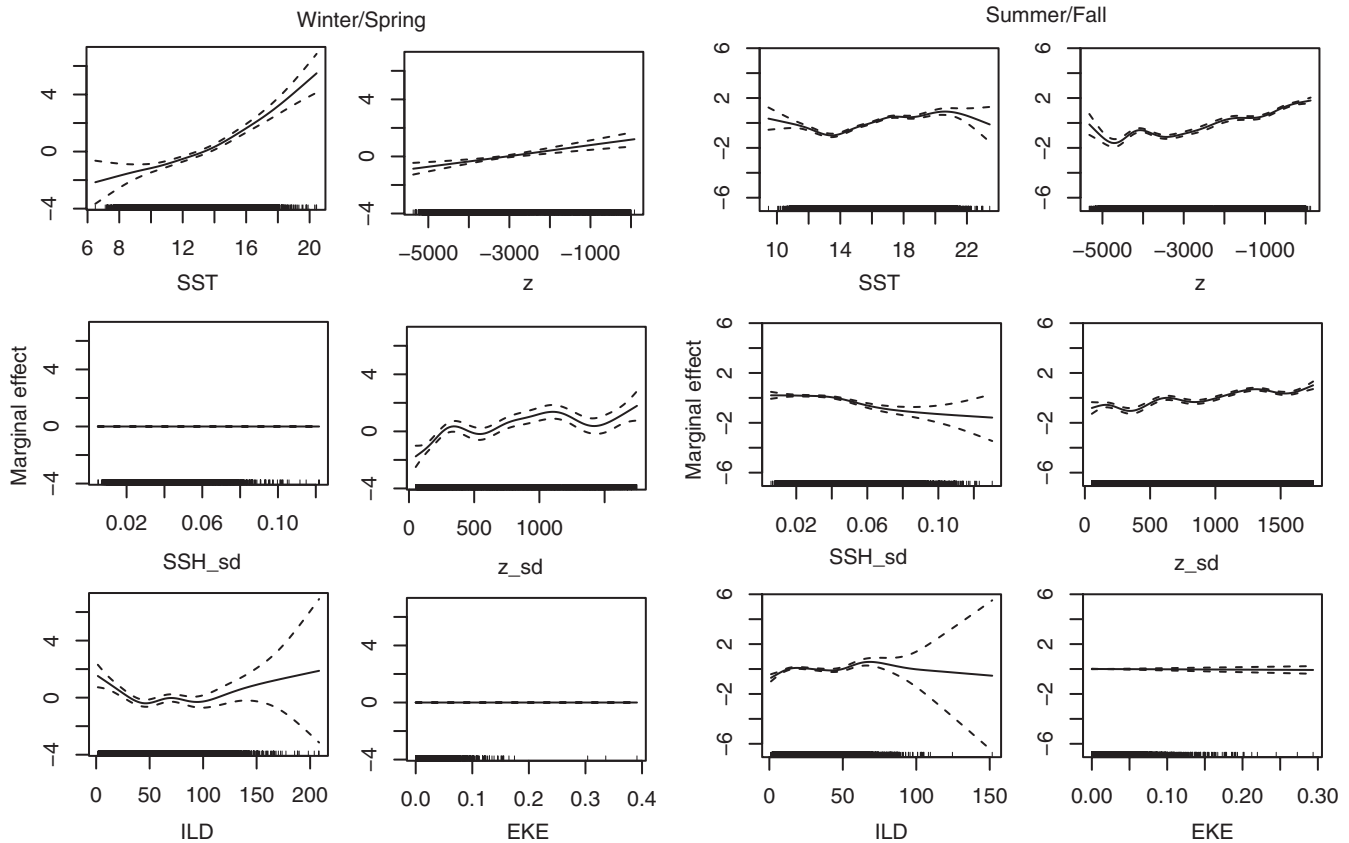 Winter/Spring
Summer/Fall
4
0
−4
6 8 12 16 20
SST
4
0
−4
−5000 −3000 −1000
z
6
2
−2
−6
10 14 18 22
SST
6
2
−2
−6
−5000 −3000 −1000
z
Marginal effect
4
0
−4
0.02 0.06 0.10
SSH_sd
4
0
−4
0 500 1000
z_sd
Marginal effect
6
2
−2
−6
0.02 0.06 0.10
SSH_sd
6
2
−2
−6
0 500 1000 1500
z_sd
4
0
−4
0 50 100 150 200
ILD
4
0
−4
0.0 0.1 0.2 0.3 0.4
EKE
6
2
−2
−6
0 50 100 150
ILD
6
2
−2
−6
0.00 0.10 0.20 0.30
EKE